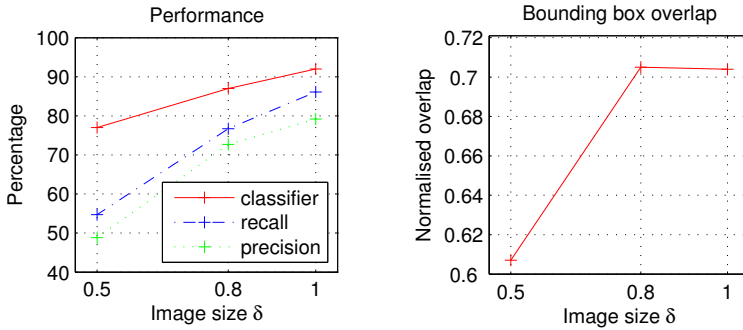 Performance
100
90
80
70
60
50
40
Percentage
classifier
recall
precision
0.5 0.8 1
Image size δ
Bounding box overlap
0.72
0.7
0.68
0.66
0.64
0.62
0.6
Normalised overlap
0.5 0.8 1
Image size δ